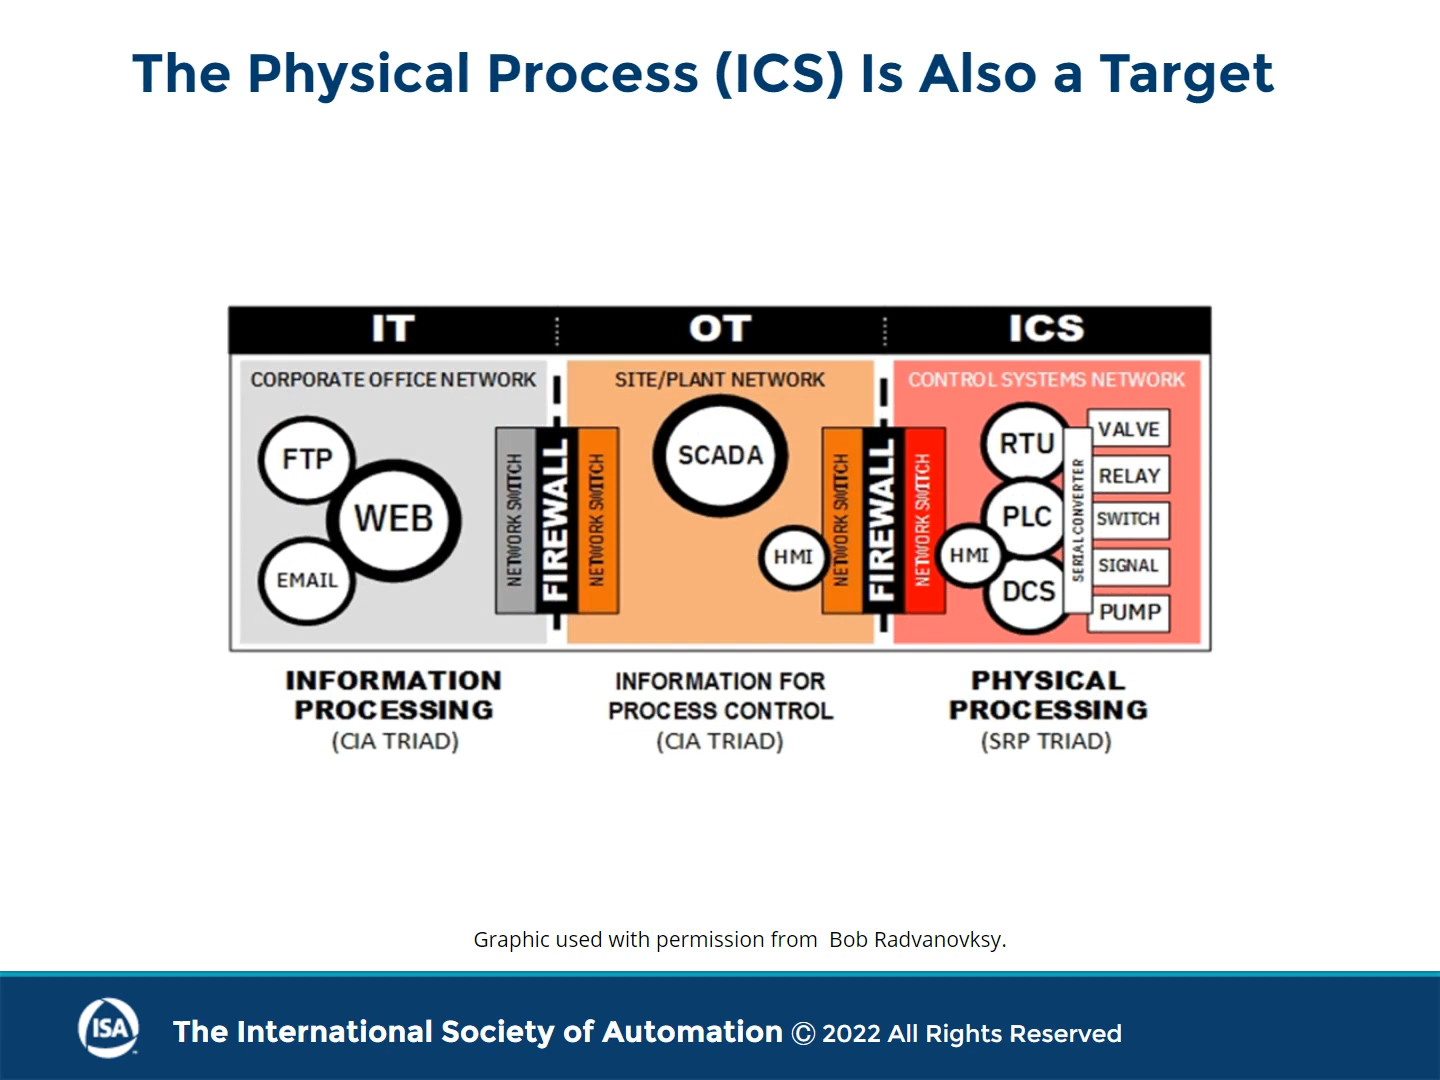 The Physical Process (ICS) Is Also a Target
IT
OT
ICS
CORPORATE OFFICE NETWORK
SITE/PLANT NETWORK
CONTROL SYSTEMS NETWORK
FTP
WEB
EMAIL
NETWORK SWITCH
FIREWALL
NETWORK SWITCH
SCADA
HMI
NETWORK SWITCH
FIREWALL
NETWORK SWITCH
HMI
RTU
PLC
DCS
SERIAL CONVERTER
VALVE
RELAY
SWITCH
SIGNAL
PUMP
INFORMATION
PROCESSING
(CIA TRIAD)
INFORMATION FOR
PROCESS CONTROL
(CIA TRIAD)
PHYSICAL
PROCESSING
(SRP TRIAD)
Graphic used with permission from  Bob Radvanovksy.
ISA
The International Society of Automation © 2022 All Rights Reserved